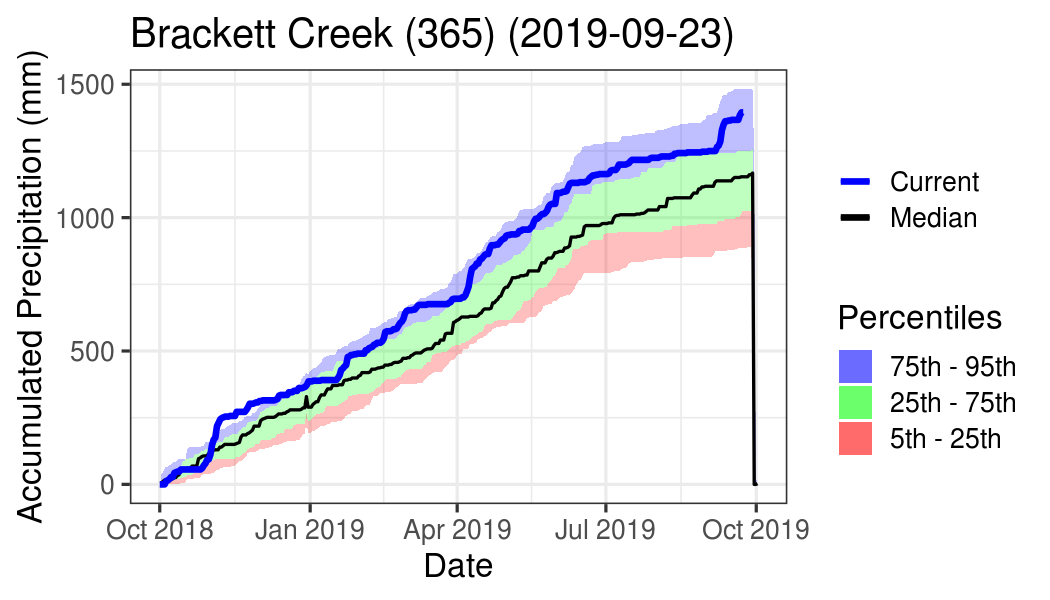 Brackett Creek (365) (2019-09-23)
Accumulated Precipitation (mm)
1500
1000
500
0
Oct 2018
Jan 2019
Apr 2019
Jul 2019
Oct 2019
Date
Current
Median
Percentiles
75th - 95th
25th - 75th
5th - 25th